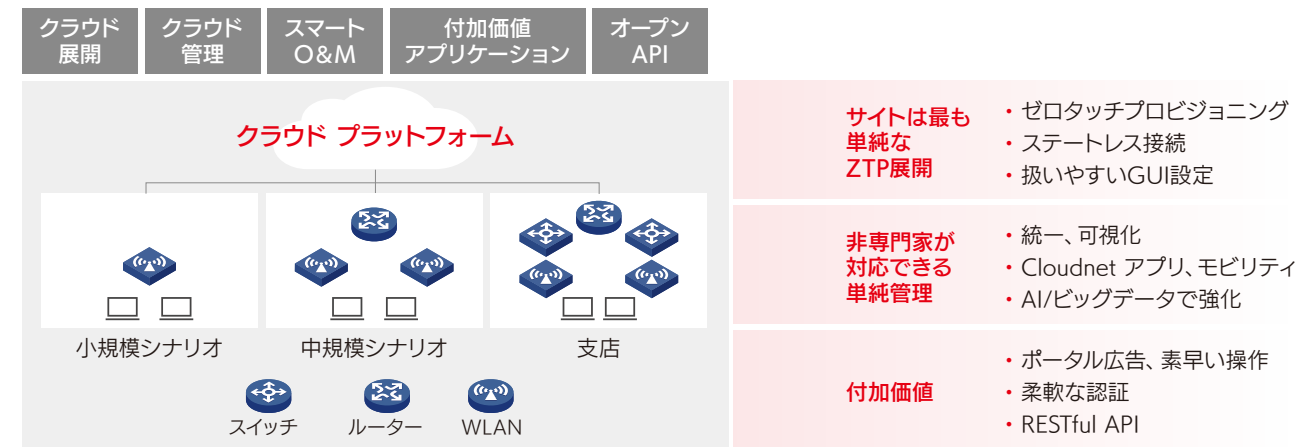 クラウド
展開
クラウド
管理
スマート
O&M
付加価値
アプリケーション
オープン
API
クラウド プラットフォーム
小規模シナリオ
中規模シナリオ
支店
スイッチ
ルーター
WLAN
サイトは最も
単純な
ZTP展開
・ゼロタッチプロビジョニング
・ステートレス接続
・扱いやすいGUI設定
非専門家が
対応できる
単純管理
・統一、可視化
・Cloudnet アプリ、モビリティ
・AI/ビッグデータで強化
付加価値
・ポータル広告、素早い操作
・柔軟な認証
・RESTful API